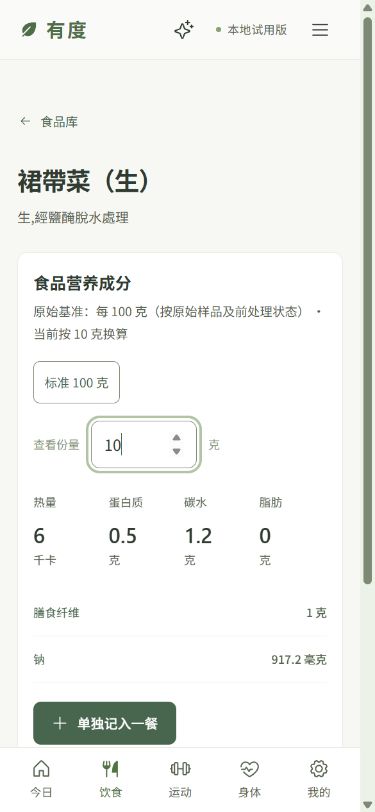 有度
本地试用版
食品库
裙帶菜（生）
生,經鹽醃脫水處理
食品营养成分
原始基准：每 100 克（按原始样品及前处理状态） ·
当前按 10 克换算
标准 100 克
查看份量 10 克
热量 蛋白质 碳水 脂肪
6 0.5 1.2 0
千卡 克 克 克
膳食纤维 1 克
钠 917.2 毫克
单独记入一餐
今日 饮食 运动 身体 我的